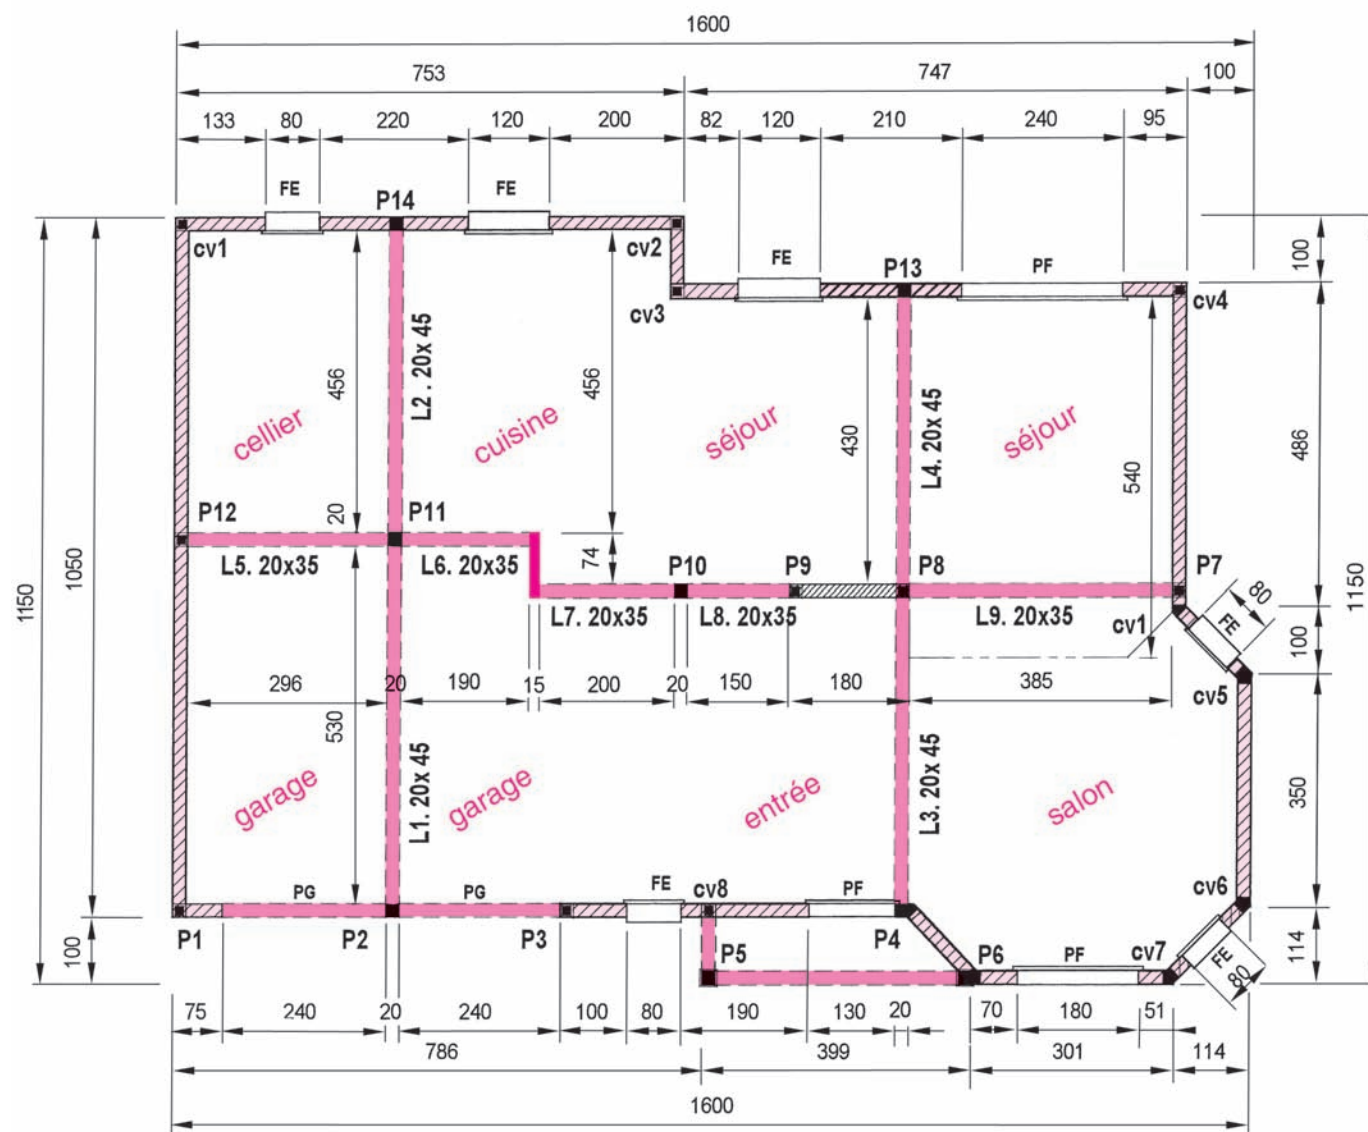 1600
753
747
100
133
80
220
120
200
82
120
210
240
95
FE
P14
FE
cv1
cv2
FE
P13
PF
100
cv3
cv4
L2 . 20x 45
456
456
cellier
cuisine
séjour
430
L4. 20x 45
séjour
540
486
1150
1050
P12
20
P11
L5. 20x35
L6. 20x35
74
P10
P9
P8
P7
L7. 20x35
L8. 20x35
L9. 20x35
cv1
80
FE
1150
100
296
20
190
15
200
20
150
180
385
cv5
530
L1. 20x 45
L3. 20x 45
garage
garage
entrée
salon
350
PG
PG
FE
cv8
PF
cv6
P1
P2
P3
P4
100
P5
P6
PF
cv7
FE
80
114
75
240
20
240
100
80
190
130
20
70
180
51
786
399
301
114
1600